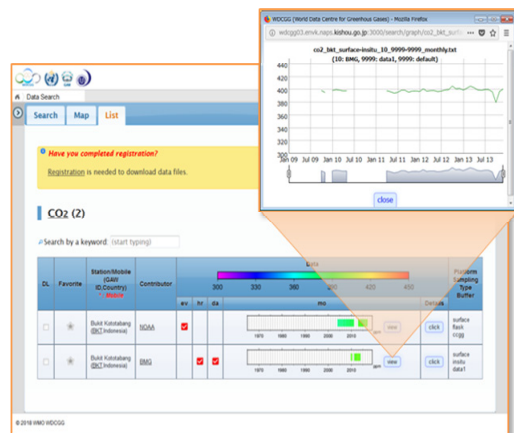 WDCGG (World Data Centre for Greenhouse Gases) - Mozilla Firefox
wdcgg03.envk.naps.kishou.go.jp:3000/search/graph/co2_bkt_surf
co2_bkt_surface-insitu_10_9999-9999_monthly.txt
(10: BMG, 9999: data1, 9999: default)
440
420
400
380
360
340
320
300
Jan 09 Jul 09 Jan 10 Jul 10 Jan 11 Jul 11 Jan 12 Jul 12 Jan 13 Jul 13
close
Data Search
Search Map List
Have you completed registration?
Registration is needed to download data files.
CO2 (2)
Search by a keyword: (start typing)
DL Favorite Station/Mobile (GAW ID,Country) * : Mobile Contributor Data Platform Sampling Type Buffer
300 330 360 390 420 450
ev hr da mo Details
Bukit Kototabang (BKT,Indonesia) NOAA 1970 1980 1990 2000 2010 view click surface flask ccgg
Bukit Kototabang (BKT,Indonesia) BMG 1970 1980 1990 2000 2010 view click surface insitu data1
© 2018 WMO WDCGG